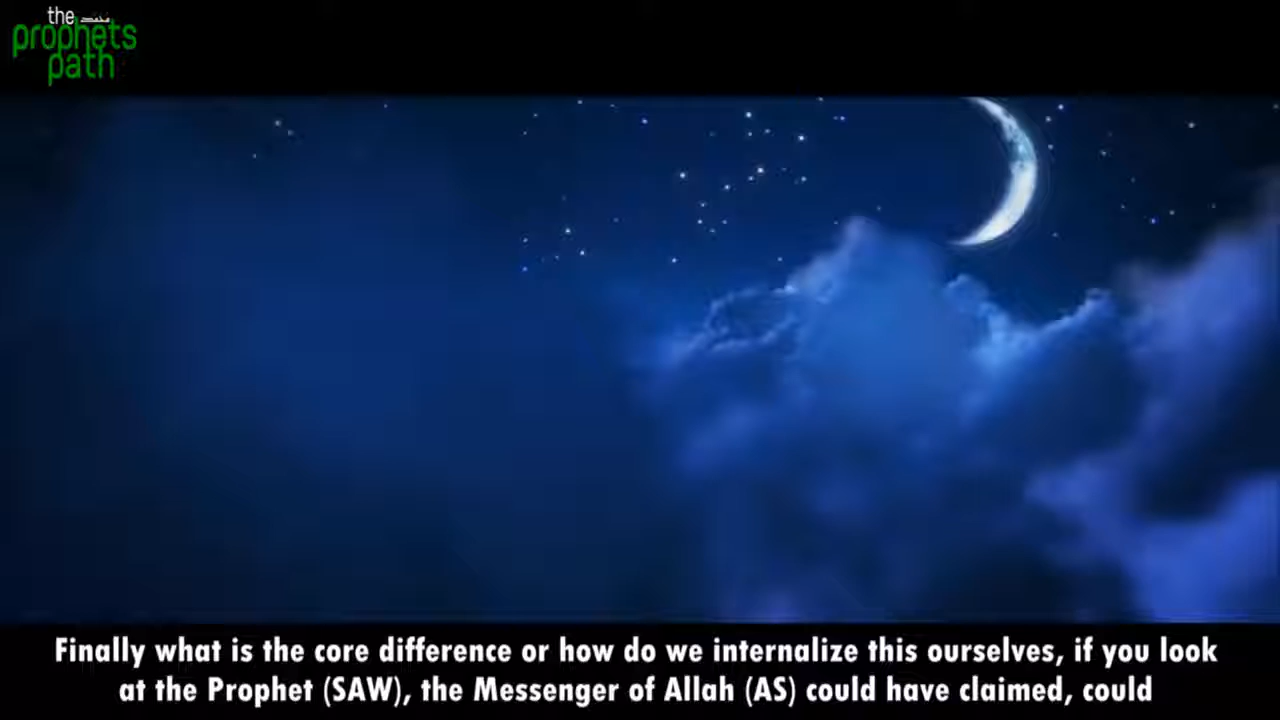 the
prophets
path
Finally what is the core difference or how do we internalize this ourselves, if you look
at the Prophet (SAW), the Messenger of Allah (AS) could have claimed, could